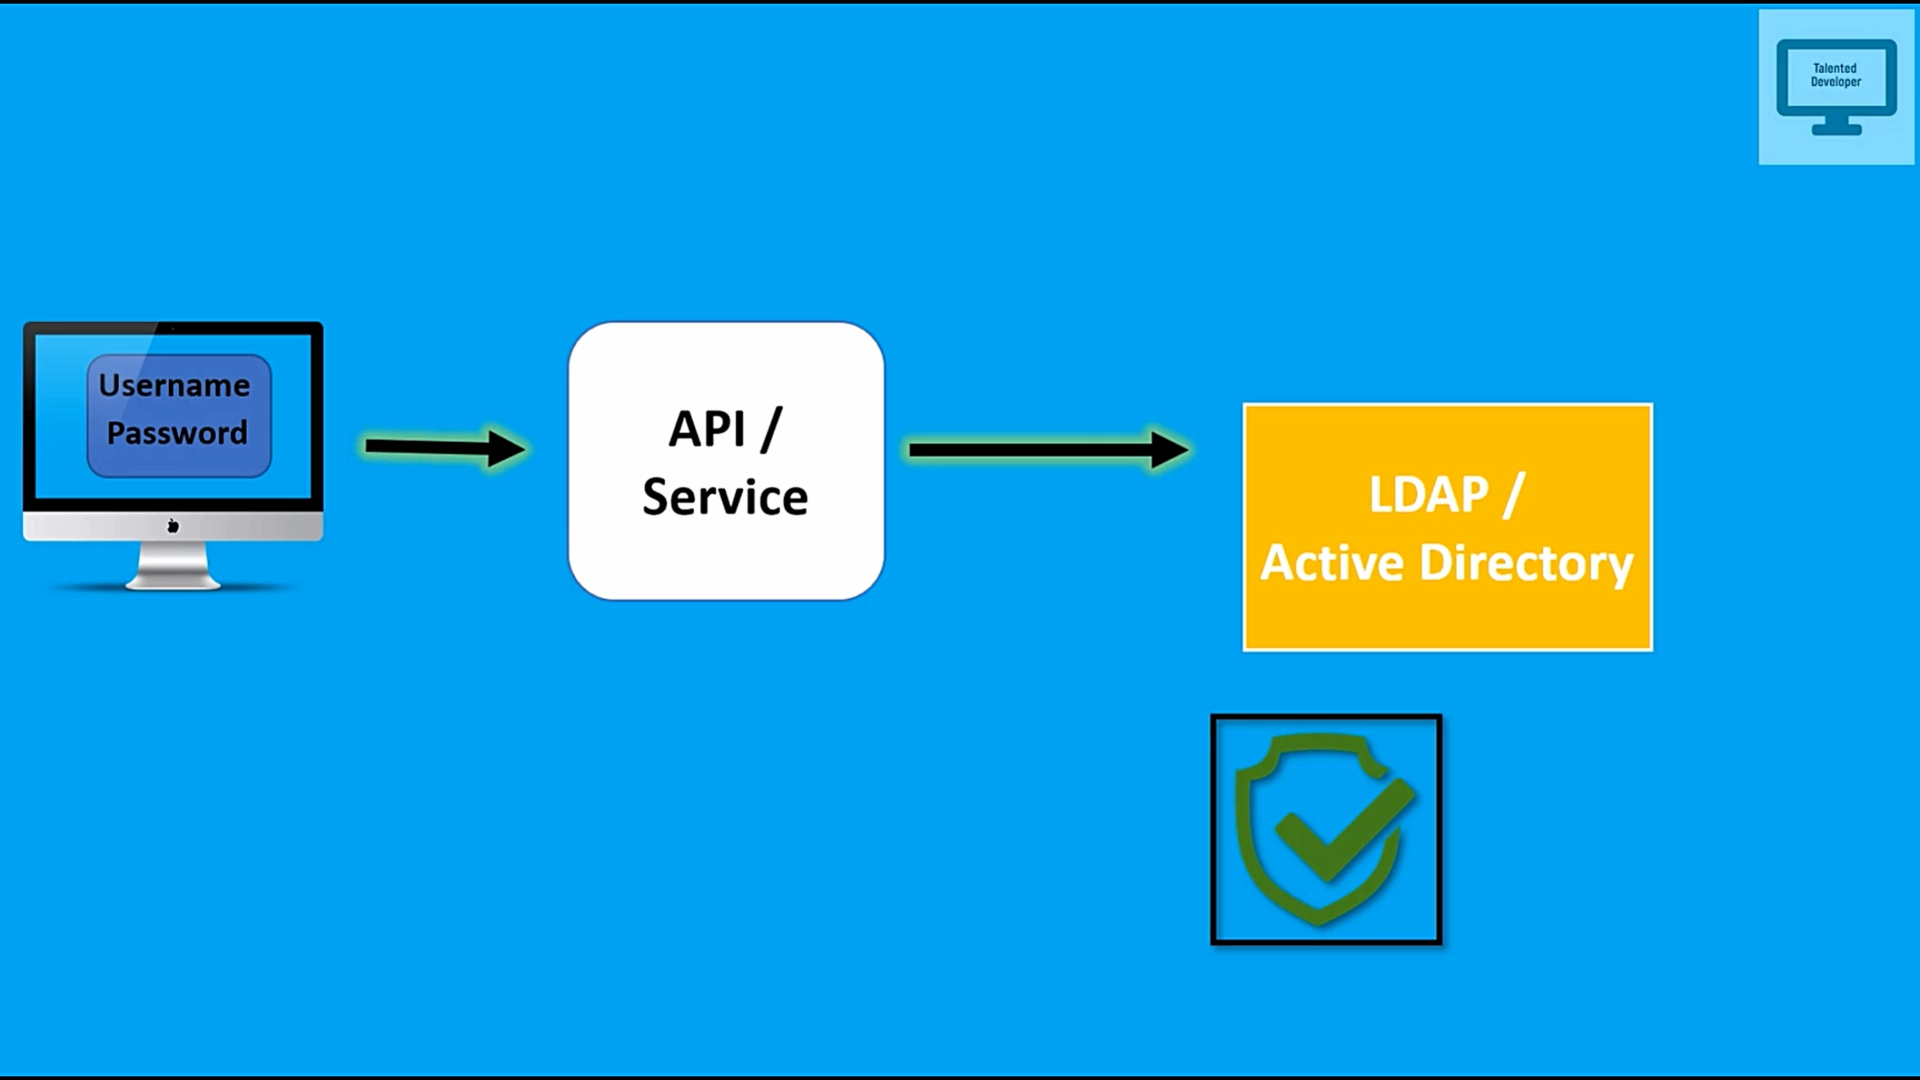 Talented
Developer
Username
Password
API /
Service
LDAP /
Active Directory